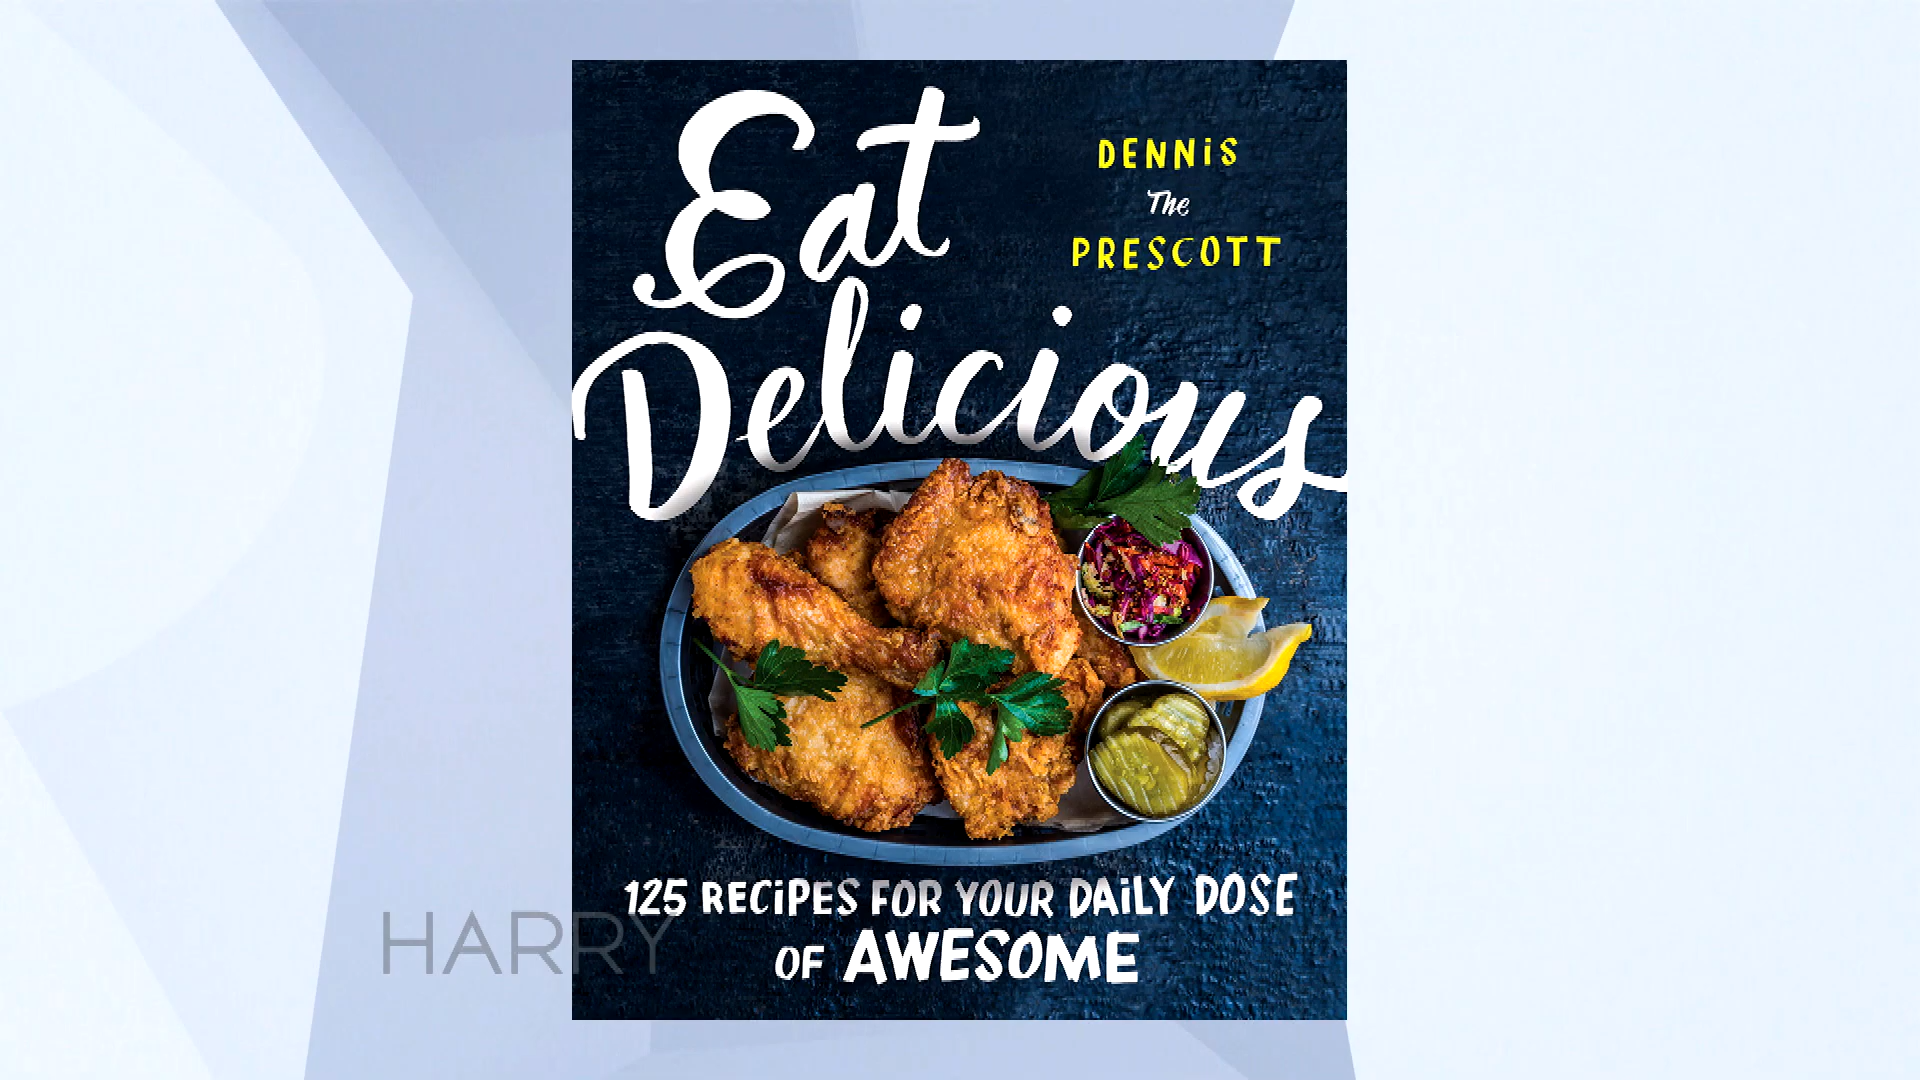 Eat
Delicious
DENNiS
The
PRESCOTT
125 RECiPES FOR YOUR DAiLY DOSE
OF AWESOME
HARRY